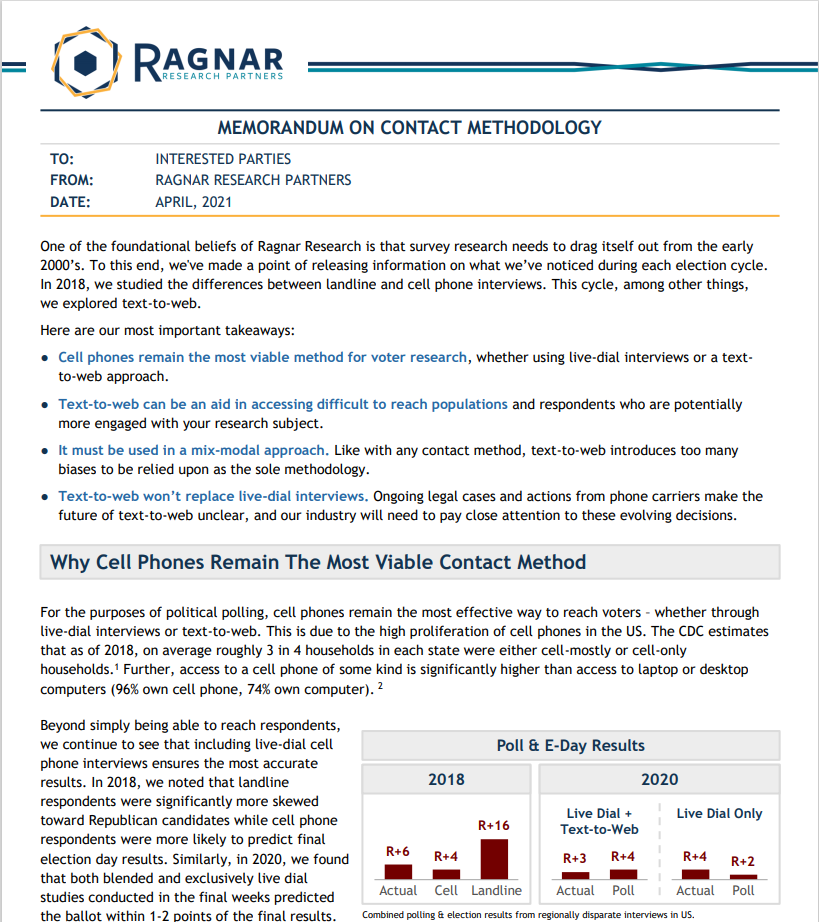 RAGNAR
RESEARCH PARTNERS
MEMORANDUM ON CONTACT METHODOLOGY
TO: INTERESTED PARTIES
FROM: RAGNAR RESEARCH PARTNERS
DATE: APRIL, 2021
One of the foundational beliefs of Ragnar Research is that survey research needs to drag itself out from the early
2000’s. To this end, we've made a point of releasing information on what we’ve noticed during each election cycle.
In 2018, we studied the differences between landline and cell phone interviews. This cycle, among other things,
we explored text-to-web.
Here are our most important takeaways:
● Cell phones remain the most viable method for voter research, whether using live-dial interviews or a text-
to-web approach.
● Text-to-web can be an aid in accessing difficult to reach populations and respondents who are potentially
more engaged with your research subject.
● It must be used in a mix-modal approach. Like with any contact method, text-to-web introduces too many
biases to be relied upon as the sole methodology.
● Text-to-web won’t replace live-dial interviews. Ongoing legal cases and actions from phone carriers make the
future of text-to-web unclear, and our industry will need to pay close attention to these evolving decisions.
Why Cell Phones Remain The Most Viable Contact Method
For the purposes of political polling, cell phones remain the most effective way to reach voters – whether through
live-dial interviews or text-to-web. This is due to the high proliferation of cell phones in the US. The CDC estimates
that as of 2018, on average roughly 3 in 4 households in each state were either cell-mostly or cell-only
households.¹ Further, access to a cell phone of some kind is significantly higher than access to laptop or desktop
computers (96% own cell phone, 74% own computer). ²
Beyond simply being able to reach respondents,
we continue to see that including live-dial cell
phone interviews ensures the most accurate
results. In 2018, we noted that landline
respondents were significantly more skewed
toward Republican candidates while cell phone
respondents were more likely to predict final
election day results. Similarly, in 2020, we found
that both blended and exclusively live dial
studies conducted in the final weeks predicted
the ballot within 1-2 points of the final results.
Poll & E-Day Results
2018
R+6 R+4 R+16
Actual Cell Landline
2020
Live Dial +
Text-to-Web
R+3 R+4
Actual Poll
Live Dial Only
R+4 R+2
Actual Poll
Combined polling & election results from regionally disparate interviews in US.